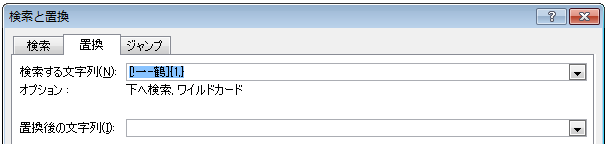 検索と置換
検索 置換 ジャンプ
検索する文字列(N): [!一-鶴]{1,}
オプション: 下へ検索, ワイルドカード
置換後の文字列(I):